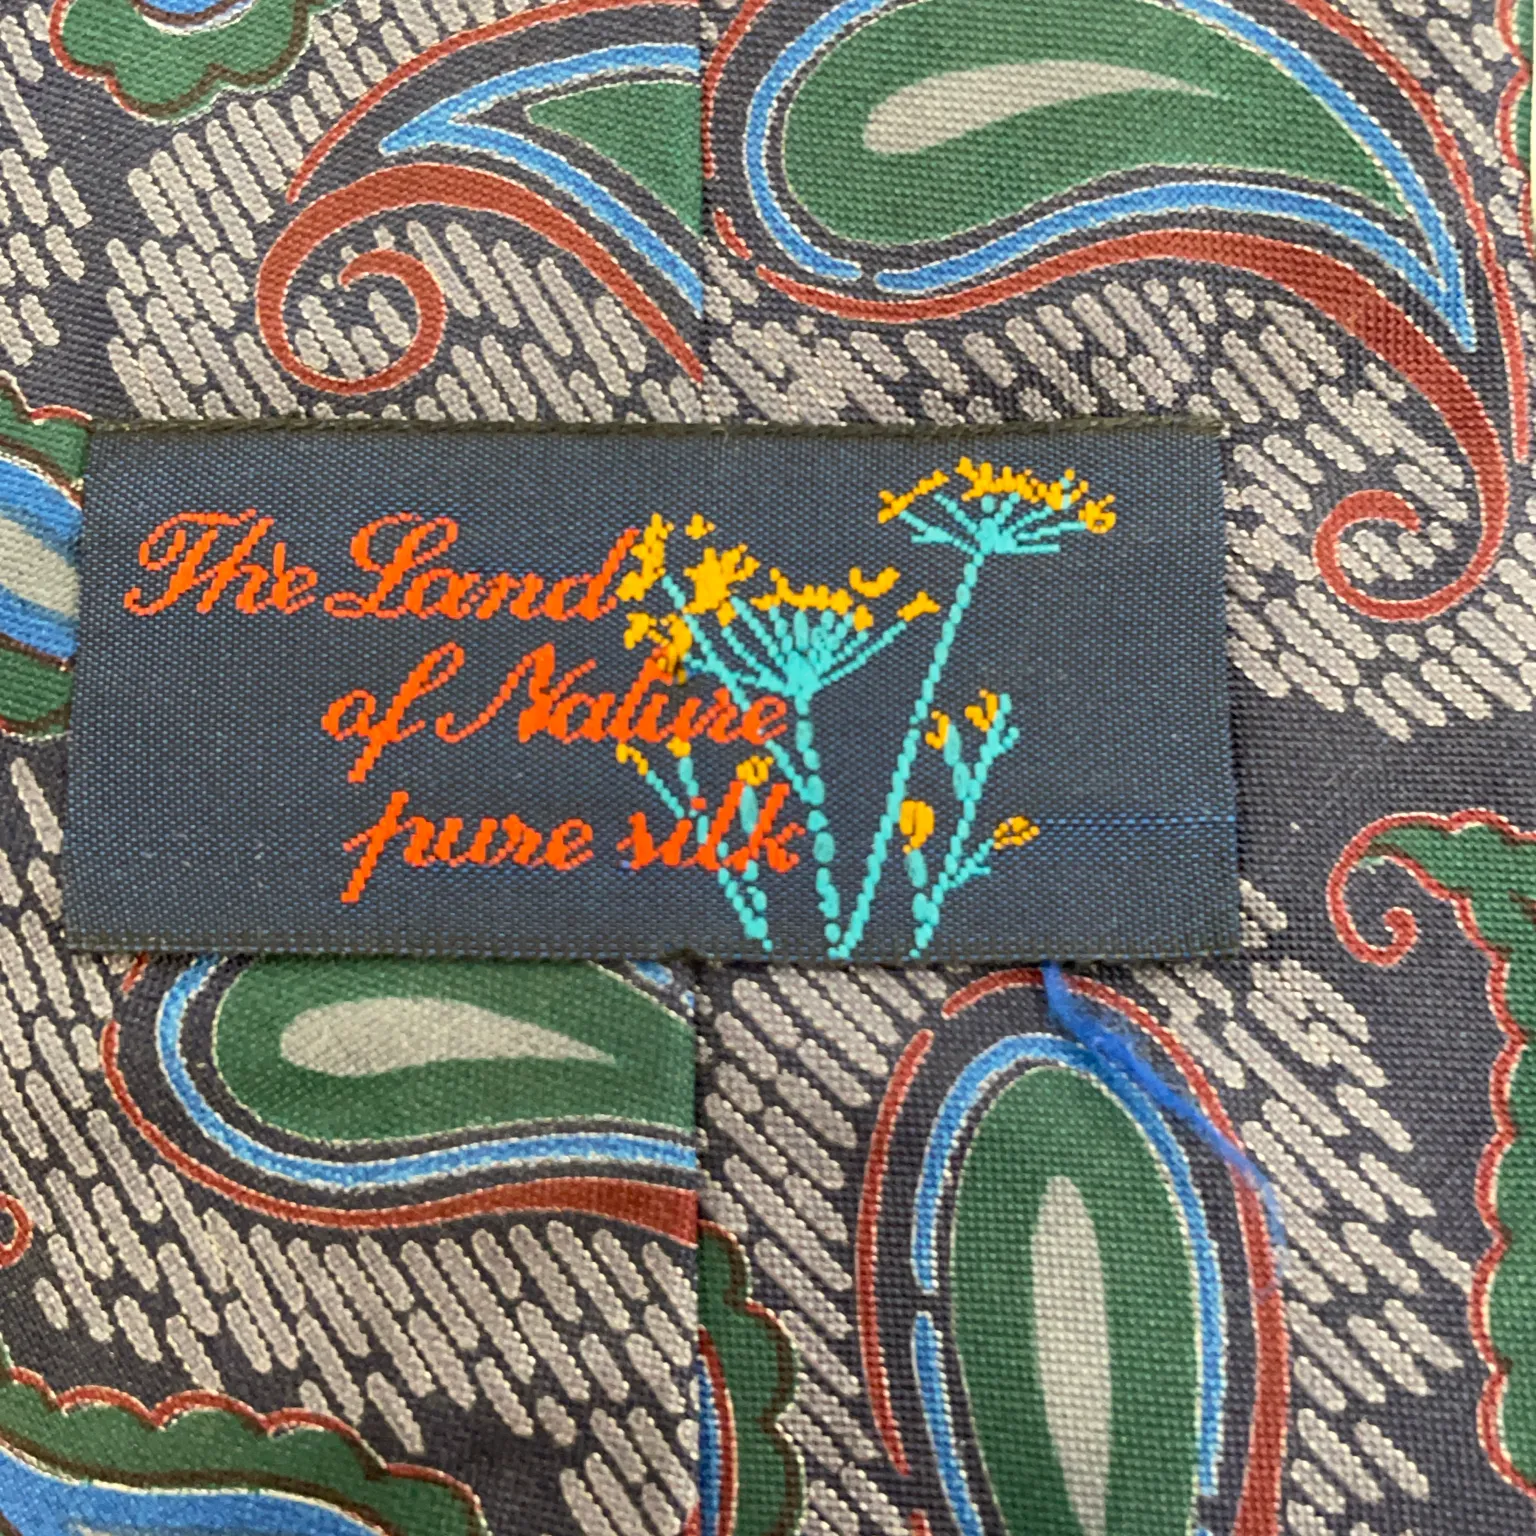 The Land
of Nature
pure silk